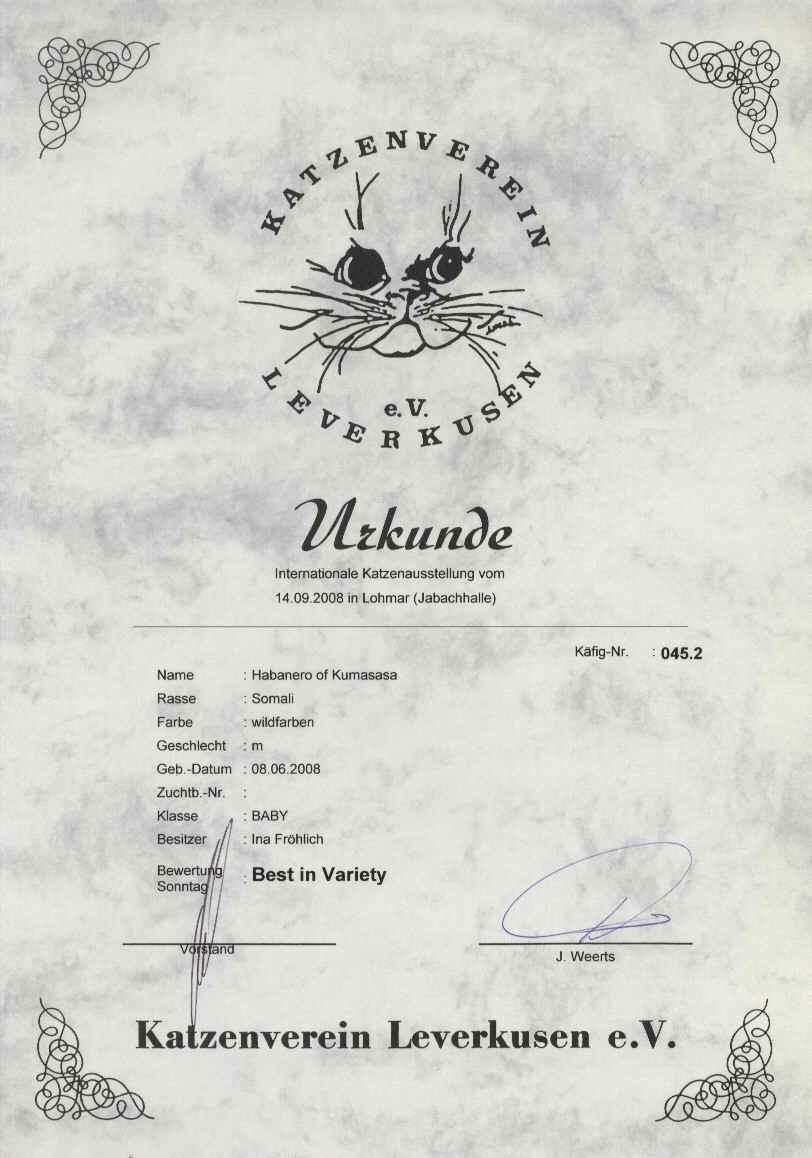 KATZENVEREIN
LEVERKUSEN
e.V.
Urkunde
Internationale Katzenausstellung vom
14.09.2008 in Lohmar (Jabachhalle)
Käfig-Nr. : 045.2
Name : Habanero of Kumasasa
Rasse : Somali
Farbe : wildfarben
Geschlecht : m
Geb.-Datum : 08.06.2008
Zuchtb.-Nr. :
Klasse : BABY
Besitzer : Ina Fröhlich
Bewertung
Sonntag : Best in Variety
Vorstand
J. Weerts
Katzenverein Leverkusen e.V.